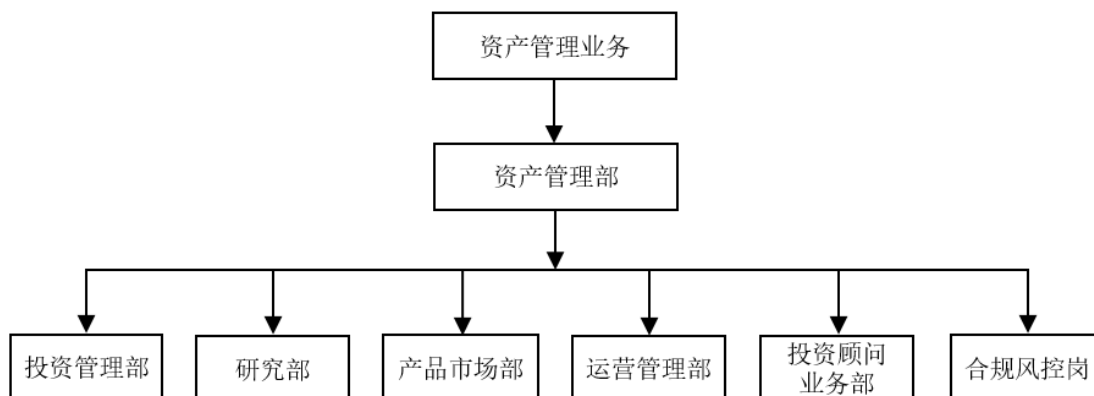 资产管理业务
资产管理部
投资管理部
研究部
产品市场部
运营管理部
投资顾问
业务部
合规风控岗